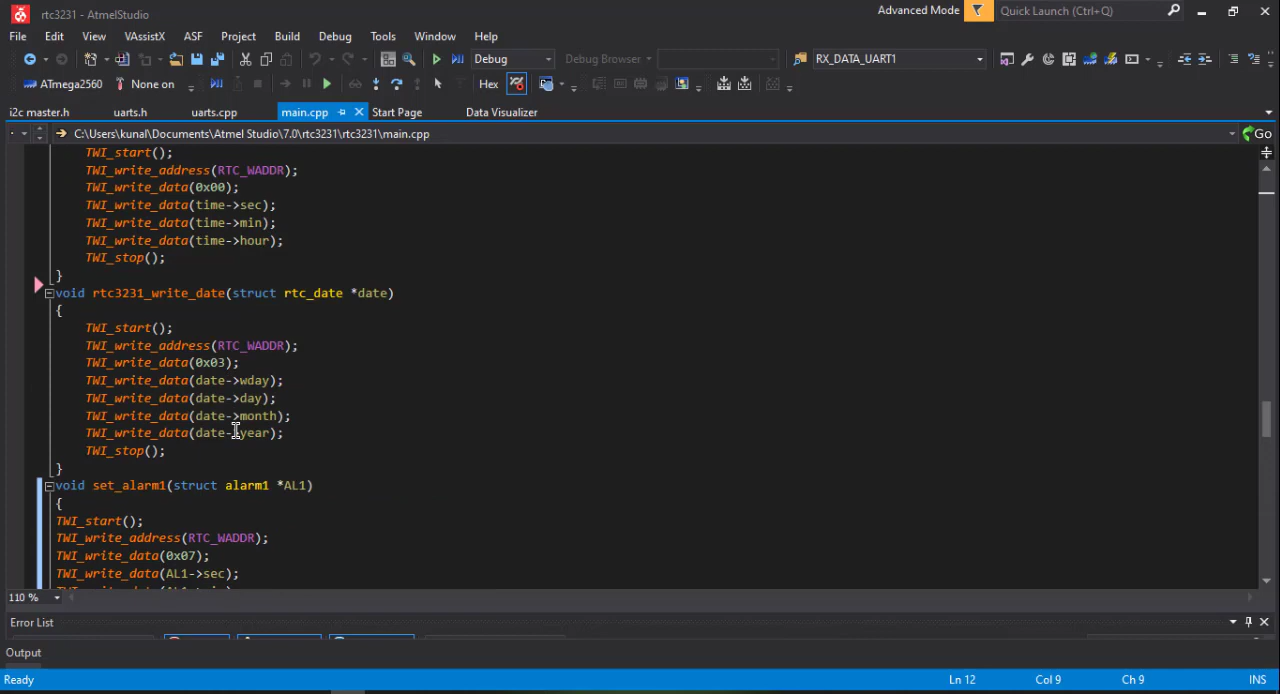 rtc3231 - AtmelStudio
Advanced Mode
Quick Launch (Ctrl+Q)
File Edit View VAssistX ASF Project Build Debug Tools Window Help
Debug
Debug Browser
RX_DATA_UART1
ATmega2560
None on
Hex
i2c master.h uarts.h uarts.cpp main.cpp Start Page Data Visualizer
C:\Users\kunal\Documents\Atmel Studio\7.0\rtc3231\rtc3231\main.cpp
Go
TWI_start();
TWI_write_address(RTC_WADDR);
TWI_write_data(0x00);
TWI_write_data(time->sec);
TWI_write_data(time->min);
TWI_write_data(time->hour);
TWI_stop();
}
void rtc3231_write_date(struct rtc_date *date)
{
TWI_start();
TWI_write_address(RTC_WADDR);
TWI_write_data(0x03);
TWI_write_data(date->wday);
TWI_write_data(date->day);
TWI_write_data(date->month);
TWI_write_data(date->year);
TWI_stop();
}
void set_alarm1(struct alarm1 *AL1)
{
TWI_start();
TWI_write_address(RTC_WADDR);
TWI_write_data(0x07);
TWI_write_data(AL1->sec);
110 %
Error List
Output
Ready
Ln 12 Col 9 Ch 9 INS